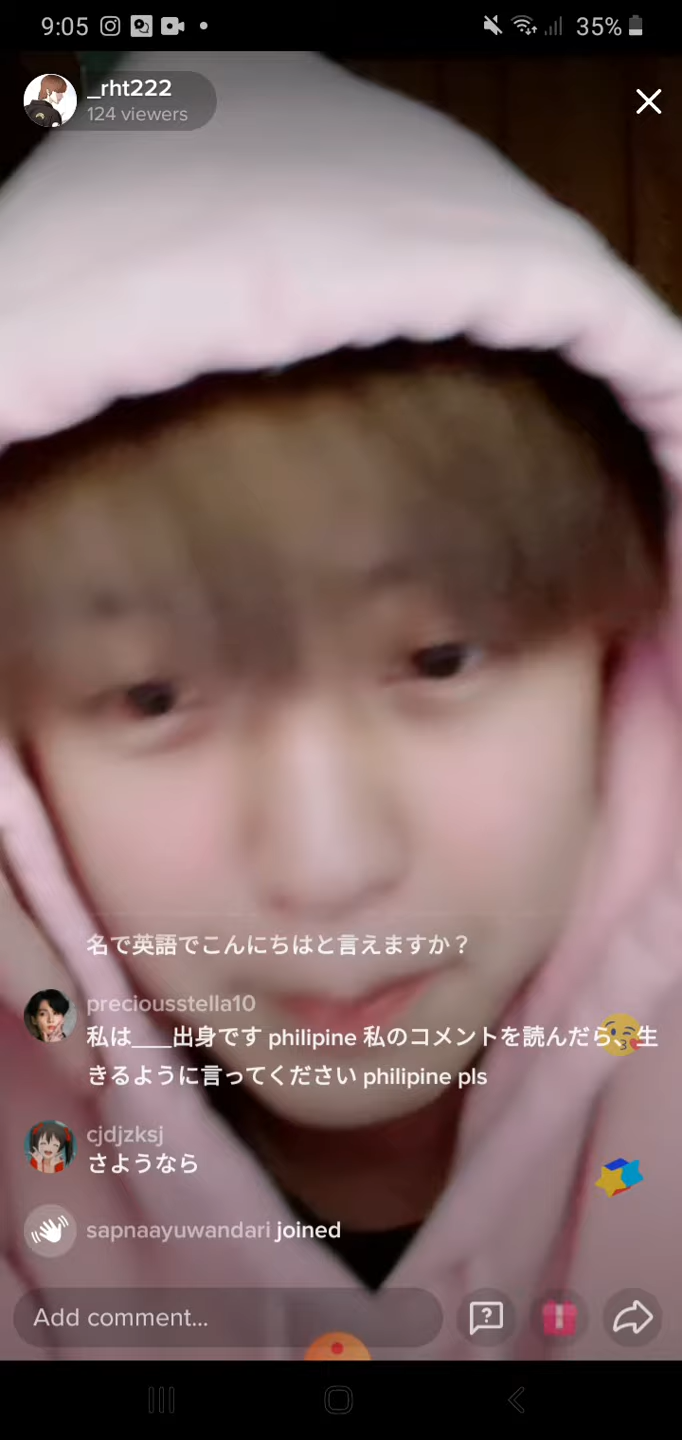 9:05
35%
_rht222
124 viewers
名で英語でこんにちはと言えますか？
preciousstella10
私は____出身です philipine 私のコメントを読んだら、生
きるように言ってください philipine pls
cjdjzksj
さようなら
sapnaayuwandari joined
Add comment...